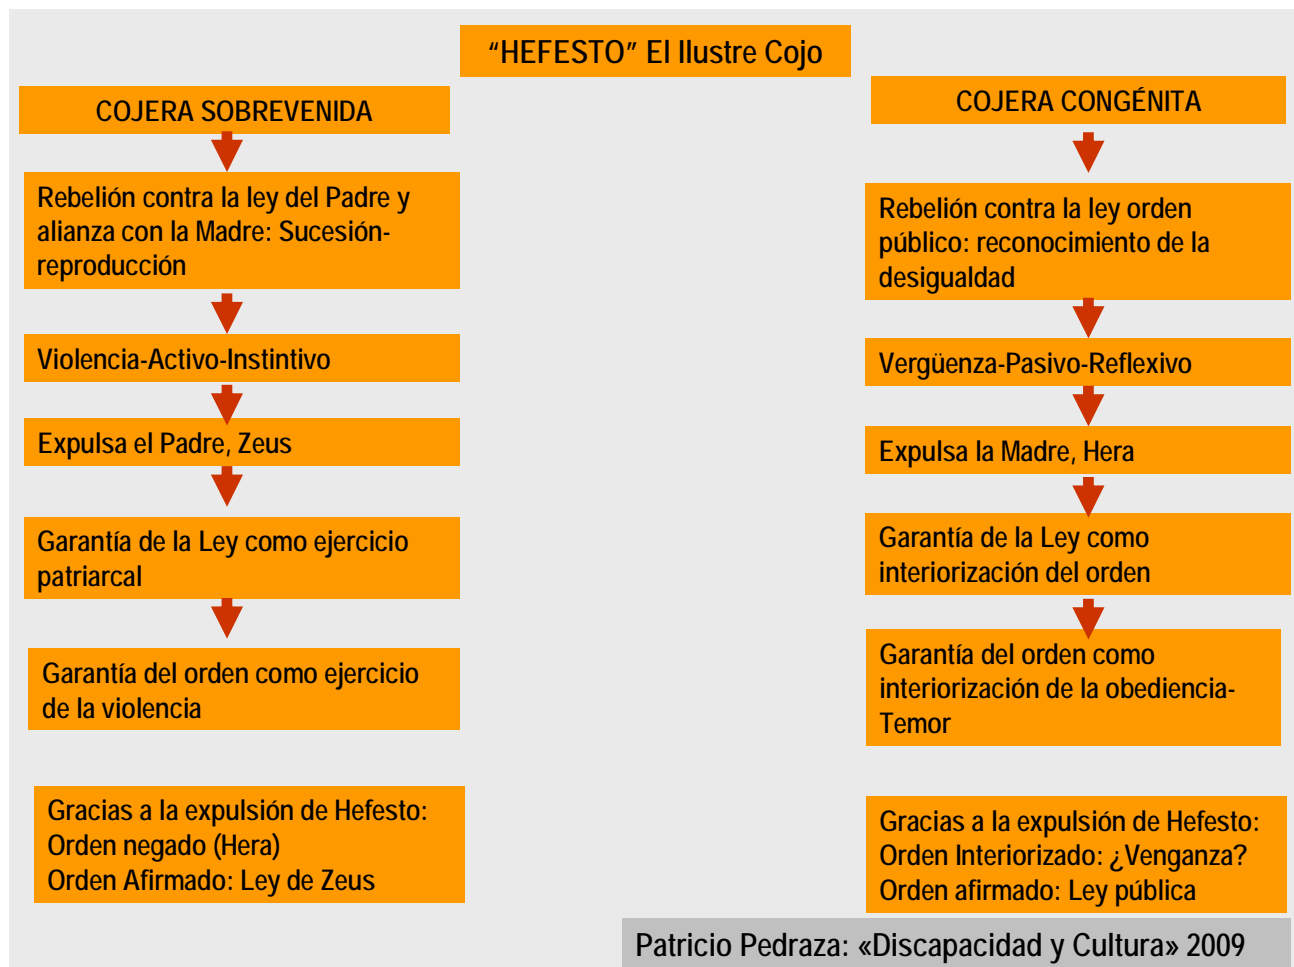 “HEFESTO” El Ilustre Cojo
COJERA SOBREVENIDA
Rebelión contra la ley del Padre y
alianza con la Madre: Sucesión-
reproducción
Violencia-Activo-Instintivo
Expulsa el Padre, Zeus
Garantía de la Ley como ejercicio
patriarcal
Garantía del orden como ejercicio
de la violencia
Gracias a la expulsión de Hefesto:
Orden negado (Hera)
Orden Afirmado: Ley de Zeus
COJERA CONGÉNITA
Rebelión contra la ley orden
público: reconocimiento de la
desigualdad
Vergüenza-Pasivo-Reflexivo
Expulsa la Madre, Hera
Garantía de la Ley como
interiorización del orden
Garantía del orden como
interiorización de la obediencia-
Temor
Gracias a la expulsión de Hefesto:
Orden Interiorizado: ¿Venganza?
Orden afirmado: Ley pública
Patricio Pedraza: «Discapacidad y Cultura» 2009